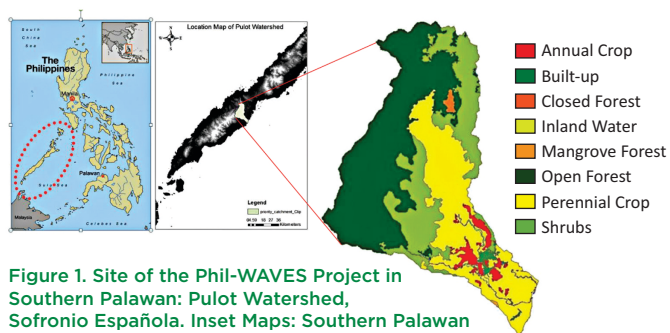 South
China
Sea
The
Philippines
Philippine
Sea
Manila
Palawan
Malaysia
Celebes Sea
Location Map of Pulot Watershed
N
Legend
priority_catchment_Clip
Kilometers
Annual Crop
Built-up
Closed Forest
Inland Water
Mangrove Forest
Open Forest
Perennial Crop
Shrubs
Figure 1. Site of the Phil-WAVES Project in
Southern Palawan: Pulot Watershed,
Sofronio Española. Inset Maps: Southern Palawan